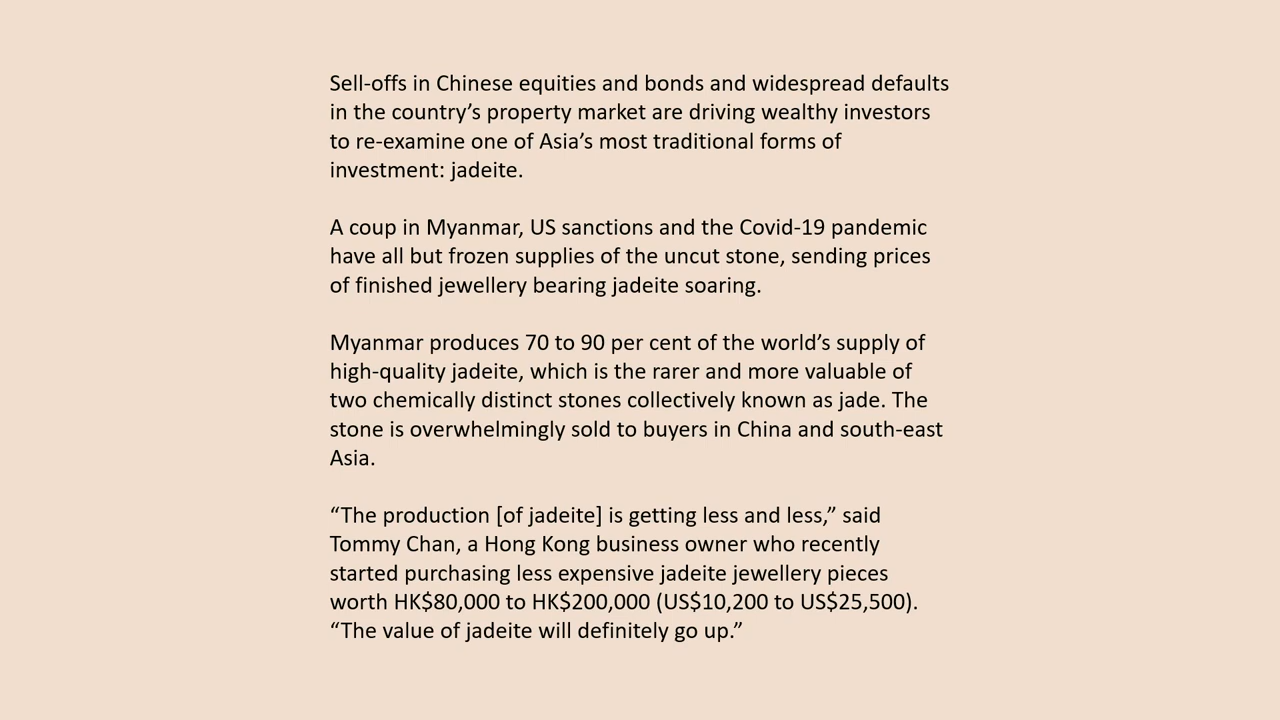 Sell-offs in Chinese equities and bonds and widespread defaults
in the country’s property market are driving wealthy investors
to re-examine one of Asia’s most traditional forms of
investment: jadeite.
A coup in Myanmar, US sanctions and the Covid-19 pandemic
have all but frozen supplies of the uncut stone, sending prices
of finished jewellery bearing jadeite soaring.
Myanmar produces 70 to 90 per cent of the world’s supply of
high-quality jadeite, which is the rarer and more valuable of
two chemically distinct stones collectively known as jade. The
stone is overwhelmingly sold to buyers in China and south-east
Asia.
“The production [of jadeite] is getting less and less,” said
Tommy Chan, a Hong Kong business owner who recently
started purchasing less expensive jadeite jewellery pieces
worth HK$80,000 to HK$200,000 (US$10,200 to US$25,500).
“The value of jadeite will definitely go up.”